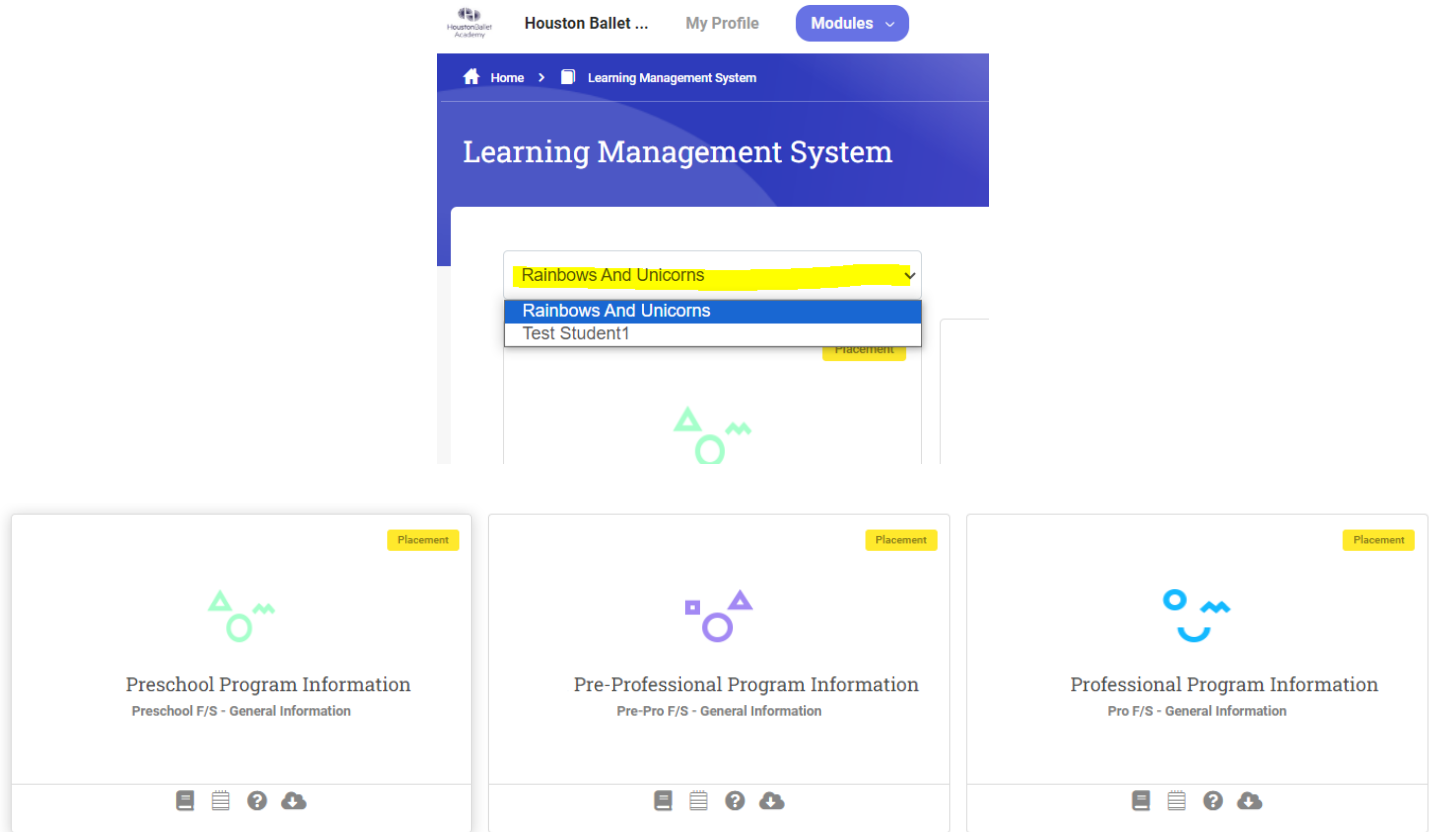 HoustonBallet
Academy
Houston Ballet ...
My Profile
Modules
Home > Learning Management System
Learning Management System
Rainbows And Unicorns
Rainbows And Unicorns
Test Student1
Placement
Placement
Preschool Program Information
Preschool F/S - General Information
Placement
Pre-Professional Program Information
Pre-Pro F/S - General Information
Placement
Professional Program Information
Pro F/S - General Information